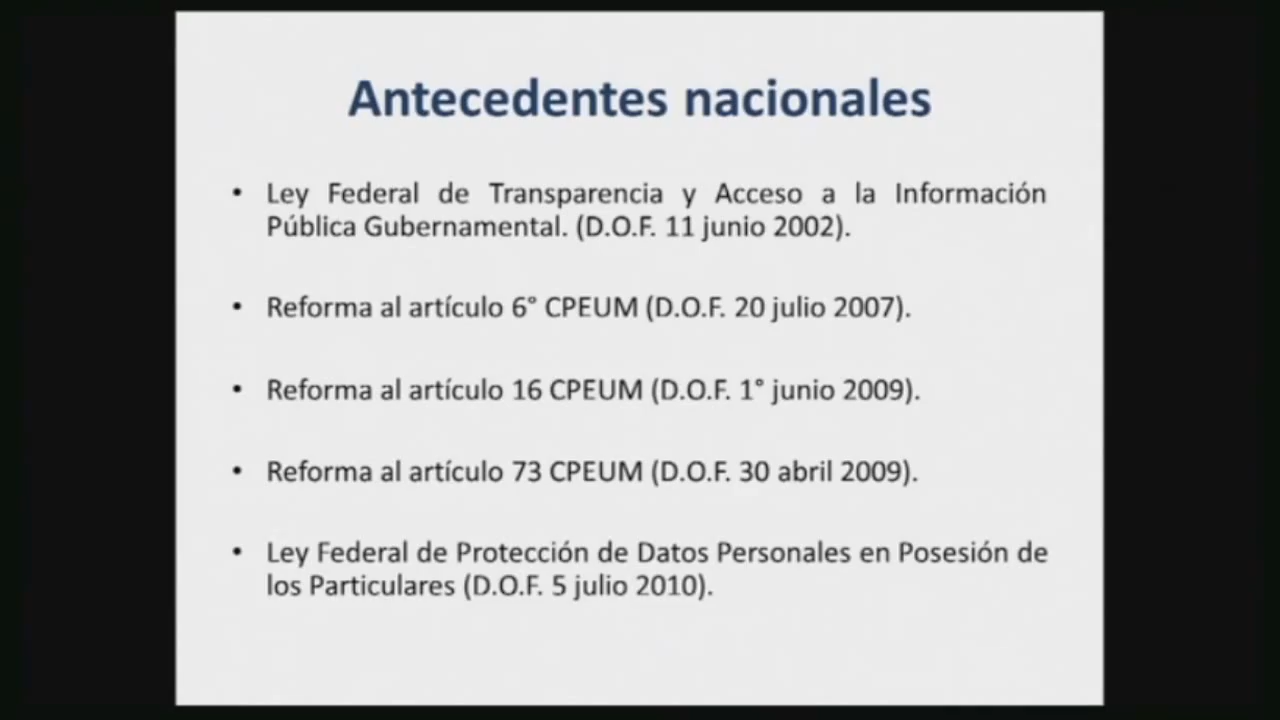 Antecedentes nacionales
• Ley Federal de Transparencia y Acceso a la Información
Pública Gubernamental. (D.O.F. 11 junio 2002).
• Reforma al artículo 6° CPEUM (D.O.F. 20 julio 2007).
• Reforma al artículo 16 CPEUM (D.O.F. 1° junio 2009).
• Reforma al artículo 73 CPEUM (D.O.F. 30 abril 2009).
• Ley Federal de Protección de Datos Personales en Posesión de
los Particulares (D.O.F. 5 julio 2010).